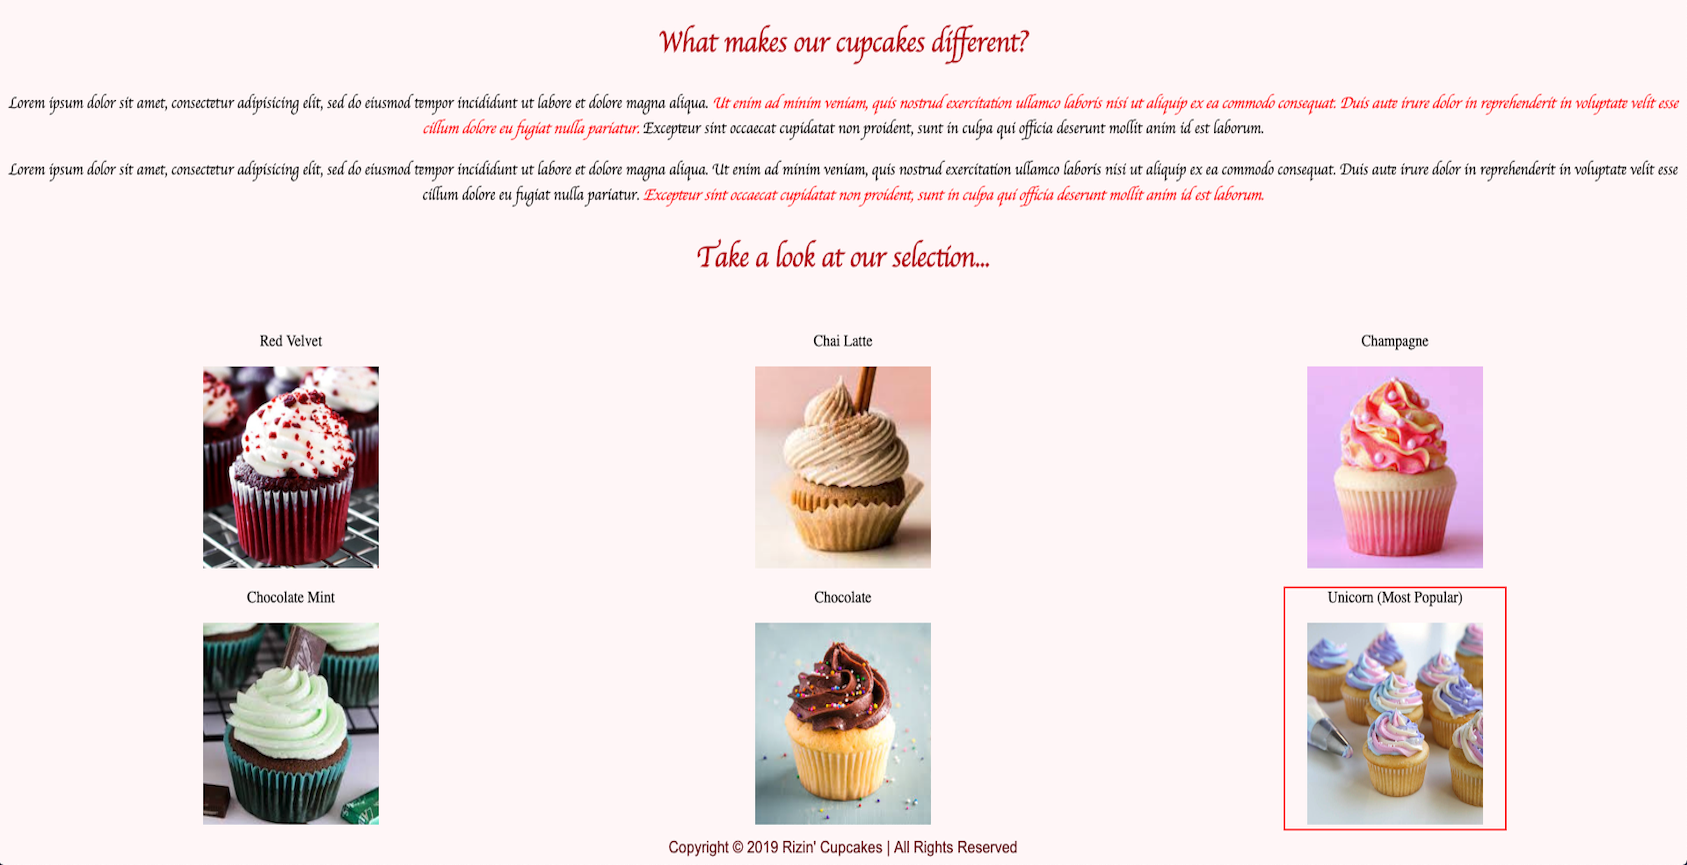 What makes our cupcakes different?
Lorem ipsum dolor sit amet, consectetur adipisicing elit, sed do eiusmod tempor incididunt ut labore et dolore magna aliqua. Ut enim ad minim veniam, quis nostrud exercitation ullamco laboris nisi ut aliquip ex ea commodo consequat. Duis aute irure dolor in reprehenderit in voluptate velit esse
cillum dolore eu fugiat nulla pariatur. Excepteur sint occaecat cupidatat non proident, sunt in culpa qui officia deserunt mollit anim id est laborum.
Lorem ipsum dolor sit amet, consectetur adipisicing elit, sed do eiusmod tempor incididunt ut labore et dolore magna aliqua. Ut enim ad minim veniam, quis nostrud exercitation ullamco laboris nisi ut aliquip ex ea commodo consequat. Duis aute irure dolor in reprehenderit in voluptate velit esse
cillum dolore eu fugiat nulla pariatur. Excepteur sint occaecat cupidatat non proident, sunt in culpa qui officia deserunt mollit anim id est laborum.
Take a look at our selection...
Red Velvet
Chai Latte
Champagne
Chocolate Mint
Chocolate
Unicorn (Most Popular)
Copyright © 2019 Rizin' Cupcakes | All Rights Reserved